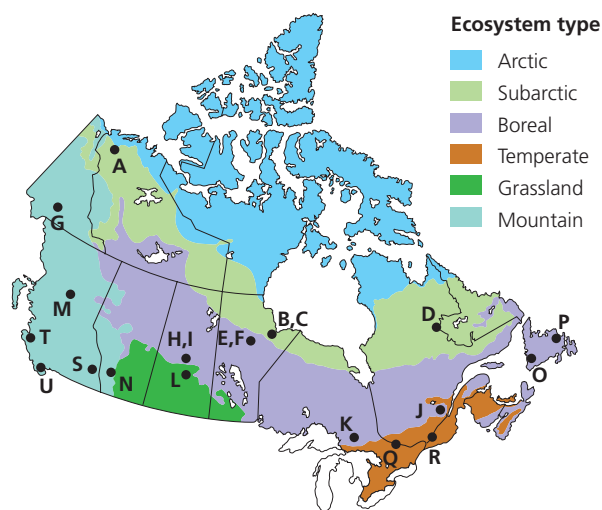 Ecosystem type
Arctic
Subarctic
Boreal
Temperate
Grassland
Mountain
A
G
M
B,C
D
P
T
H,I
E,F
O
U
S
N
L
J
K
Q
R